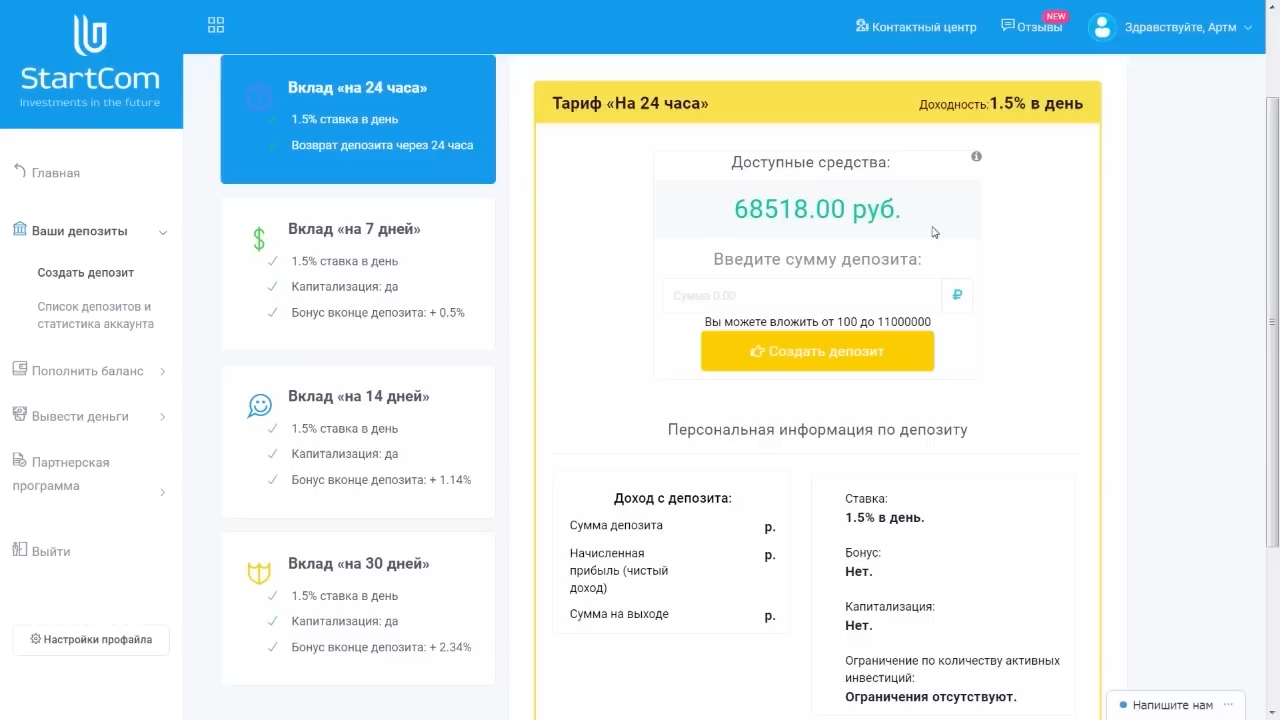 StartCom
Investments in the future
Контактный центр
Отзывы
NEW
Здравствуйте, Артм
Главная
Ваши депозиты
Создать депозит
Список депозитов и
статистика аккаунта
Пополнить баланс
Вывести деньги
Партнерская
программа
Выйти
Настройки профайла
Вклад «на 24 часа»
1.5% ставка в день
Возврат депозита через 24 часа
Вклад «на 7 дней»
1.5% ставка в день
Капитализация: да
Бонус вконце депозита: + 0.5%
Вклад «на 14 дней»
1.5% ставка в день
Капитализация: да
Бонус вконце депозита: + 1.14%
Вклад «на 30 дней»
1.5% ставка в день
Капитализация: да
Бонус вконце депозита: + 2.34%
Тариф «На 24 часа»
Доходность:1.5% в день
Доступные средства:
68518.00 руб.
Введите сумму депозита:
Сумма 0.00
₽
Вы можете вложить от 100 до 11000000
Создать депозит
Персональная информация по депозиту
Доход с депозита:
Сумма депозита р.
Начисленная р.
прибыль (чистый
доход)
Сумма на выходе р.
Ставка:
1.5% в день.
Бонус:
Нет.
Капитализация:
Нет.
Ограничение по количеству активных
инвестиций:
Ограничения отсутствуют.
Напишите нам